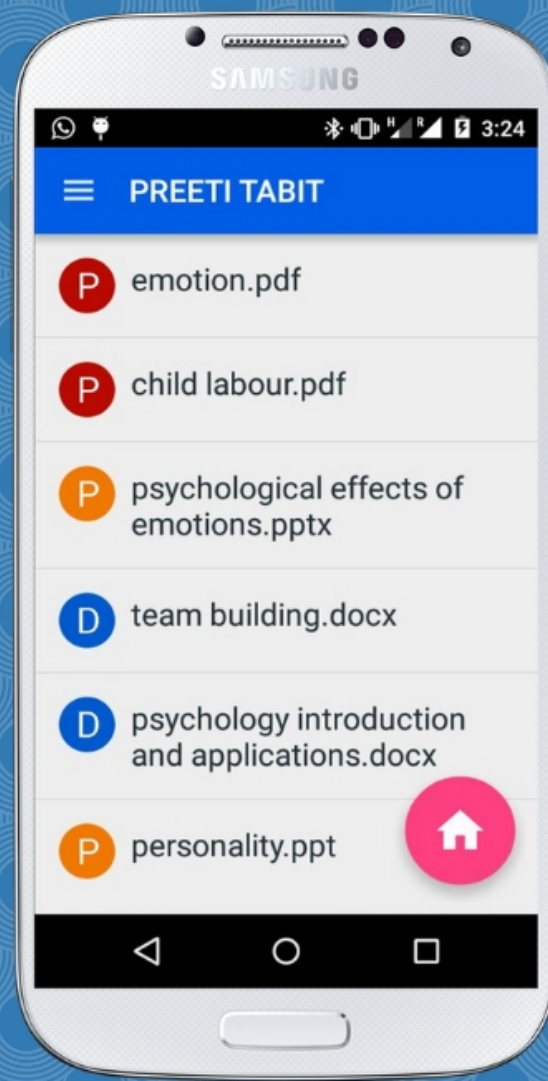 SAMSUNG
H R 3:24
PREETI TABIT
P emotion.pdf
P child labour.pdf
P psychological effects of
emotions.pptx
D team building.docx
D psychology introduction
and applications.docx
P personality.ppt